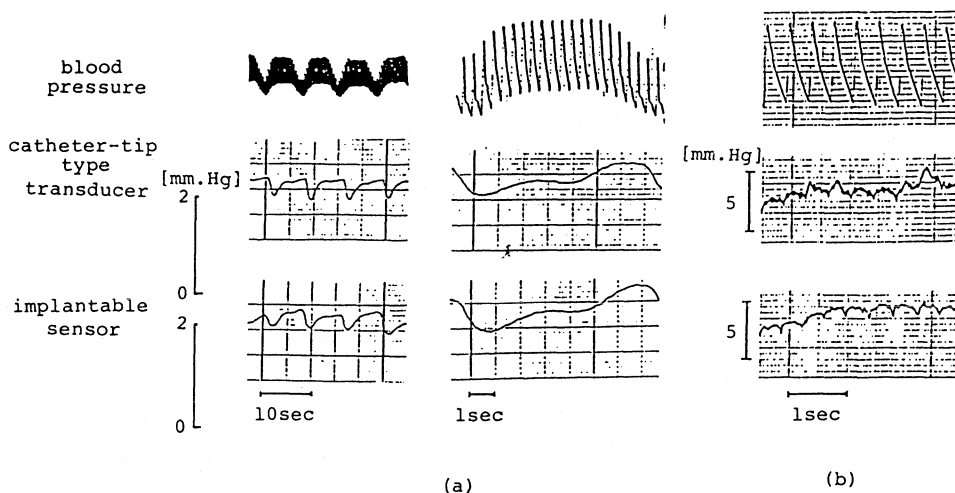 blood
pressure
catheter-tip
type
transducer
[mm.Hg]
2
0
[mm.Hg]
5
implantable
sensor
2
0
5
10sec
1sec
1sec
(a)
(b)